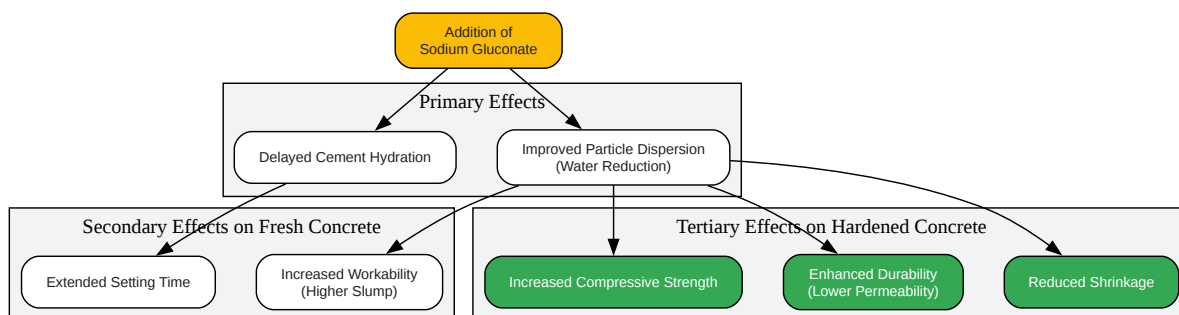 Addition of
Sodium Gluconate
Primary Effects
Delayed Cement Hydration
Improved Particle Dispersion
(Water Reduction)
Secondary Effects on Fresh Concrete
Extended Setting Time
Increased Workability
(Higher Slump)
Tertiary Effects on Hardened Concrete
Increased Compressive Strength
Enhanced Durability
(Lower Permeability)
Reduced Shrinkage